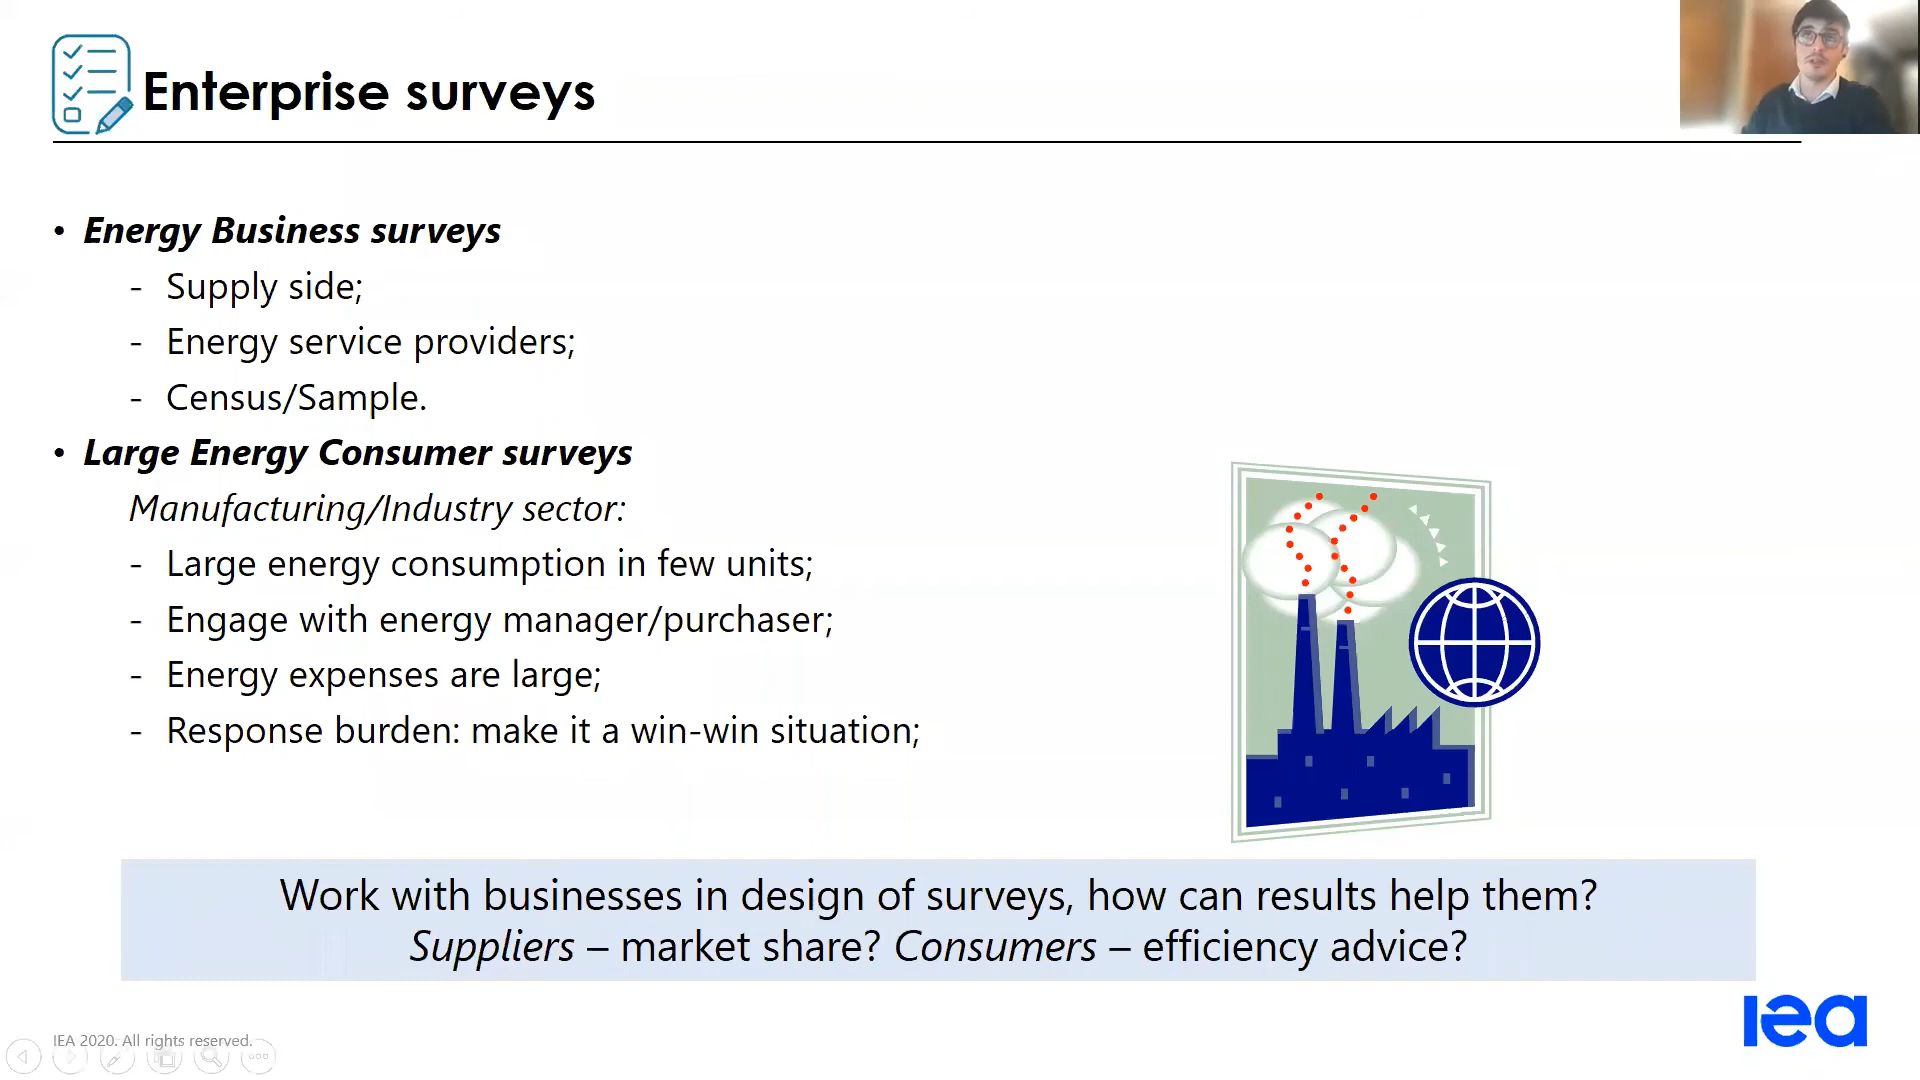 Enterprise surveys
• Energy Business surveys
- Supply side;
- Energy service providers;
- Census/Sample.
• Large Energy Consumer surveys
Manufacturing/Industry sector:
- Large energy consumption in few units;
- Engage with energy manager/purchaser;
- Energy expenses are large;
- Response burden: make it a win-win situation;
Work with businesses in design of surveys, how can results help them?
Suppliers – market share? Consumers – efficiency advice?
iea
IEA 2020. All rights reserved.